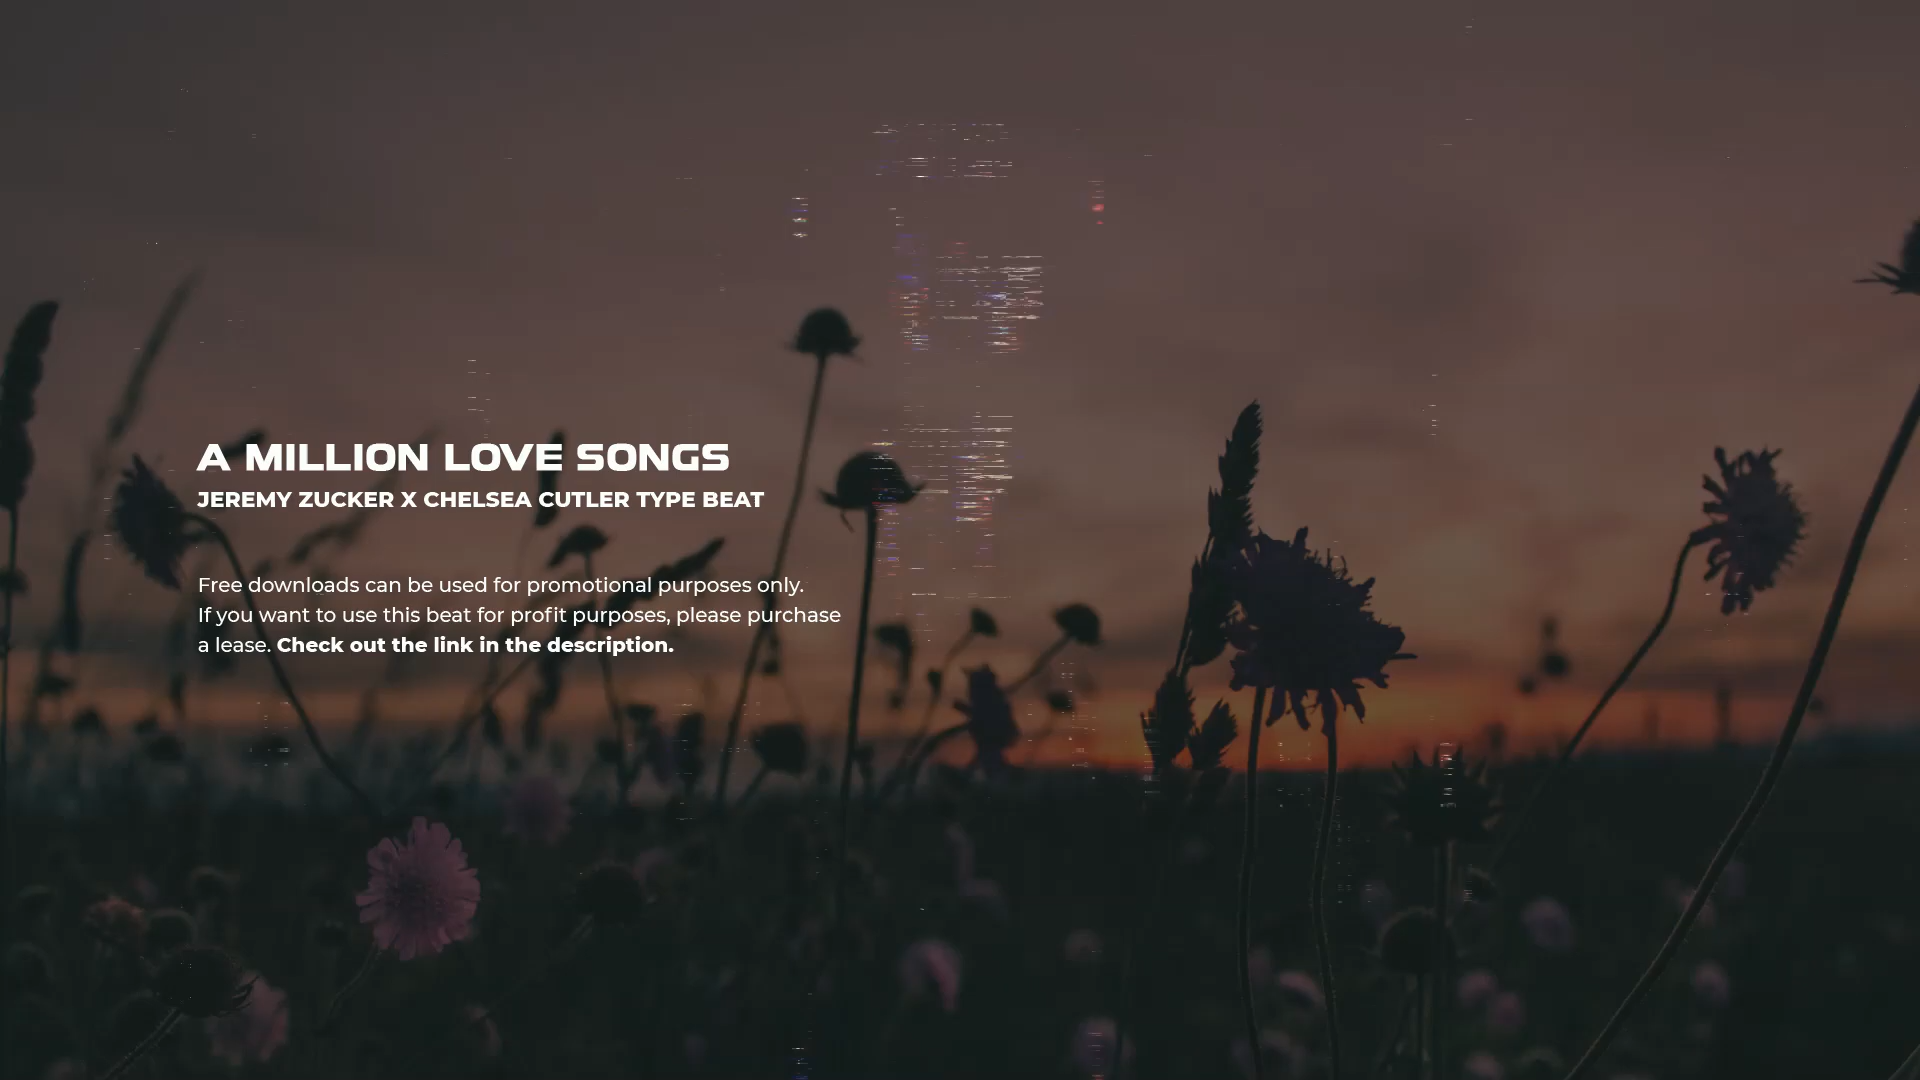 A MILLION LOVE SONGS
JEREMY ZUCKER X CHELSEA CUTLER TYPE BEAT
Free downloads can be used for promotional purposes only.
If you want to use this beat for profit purposes, please purchase
a lease. Check out the link in the description.